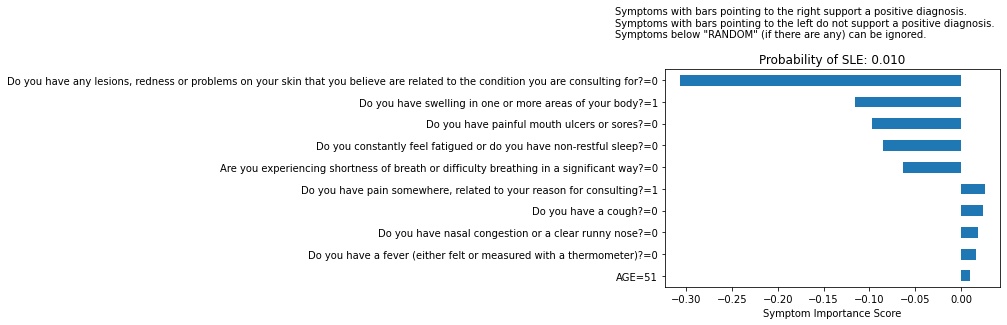 Symptoms with bars pointing to the right support a positive diagnosis.
Symptoms with bars pointing to the left do not support a positive diagnosis.
Symptoms below "RANDOM" (if there are any) can be ignored.
Probability of SLE: 0.010
Do you have any lesions, redness or problems on your skin that you believe are related to the condition you are consulting for?=0
Do you have swelling in one or more areas of your body?=1
Do you have painful mouth ulcers or sores?=0
Do you constantly feel fatigued or do you have non-restful sleep?=0
Are you experiencing shortness of breath or difficulty breathing in a significant way?=0
Do you have pain somewhere, related to your reason for consulting?=1
Do you have a cough?=0
Do you have nasal congestion or a clear runny nose?=0
Do you have a fever (either felt or measured with a thermometer)?=0
AGE=51
−0.30 −0.25 −0.20 −0.15 −0.10 −0.05 0.00
Symptom Importance Score